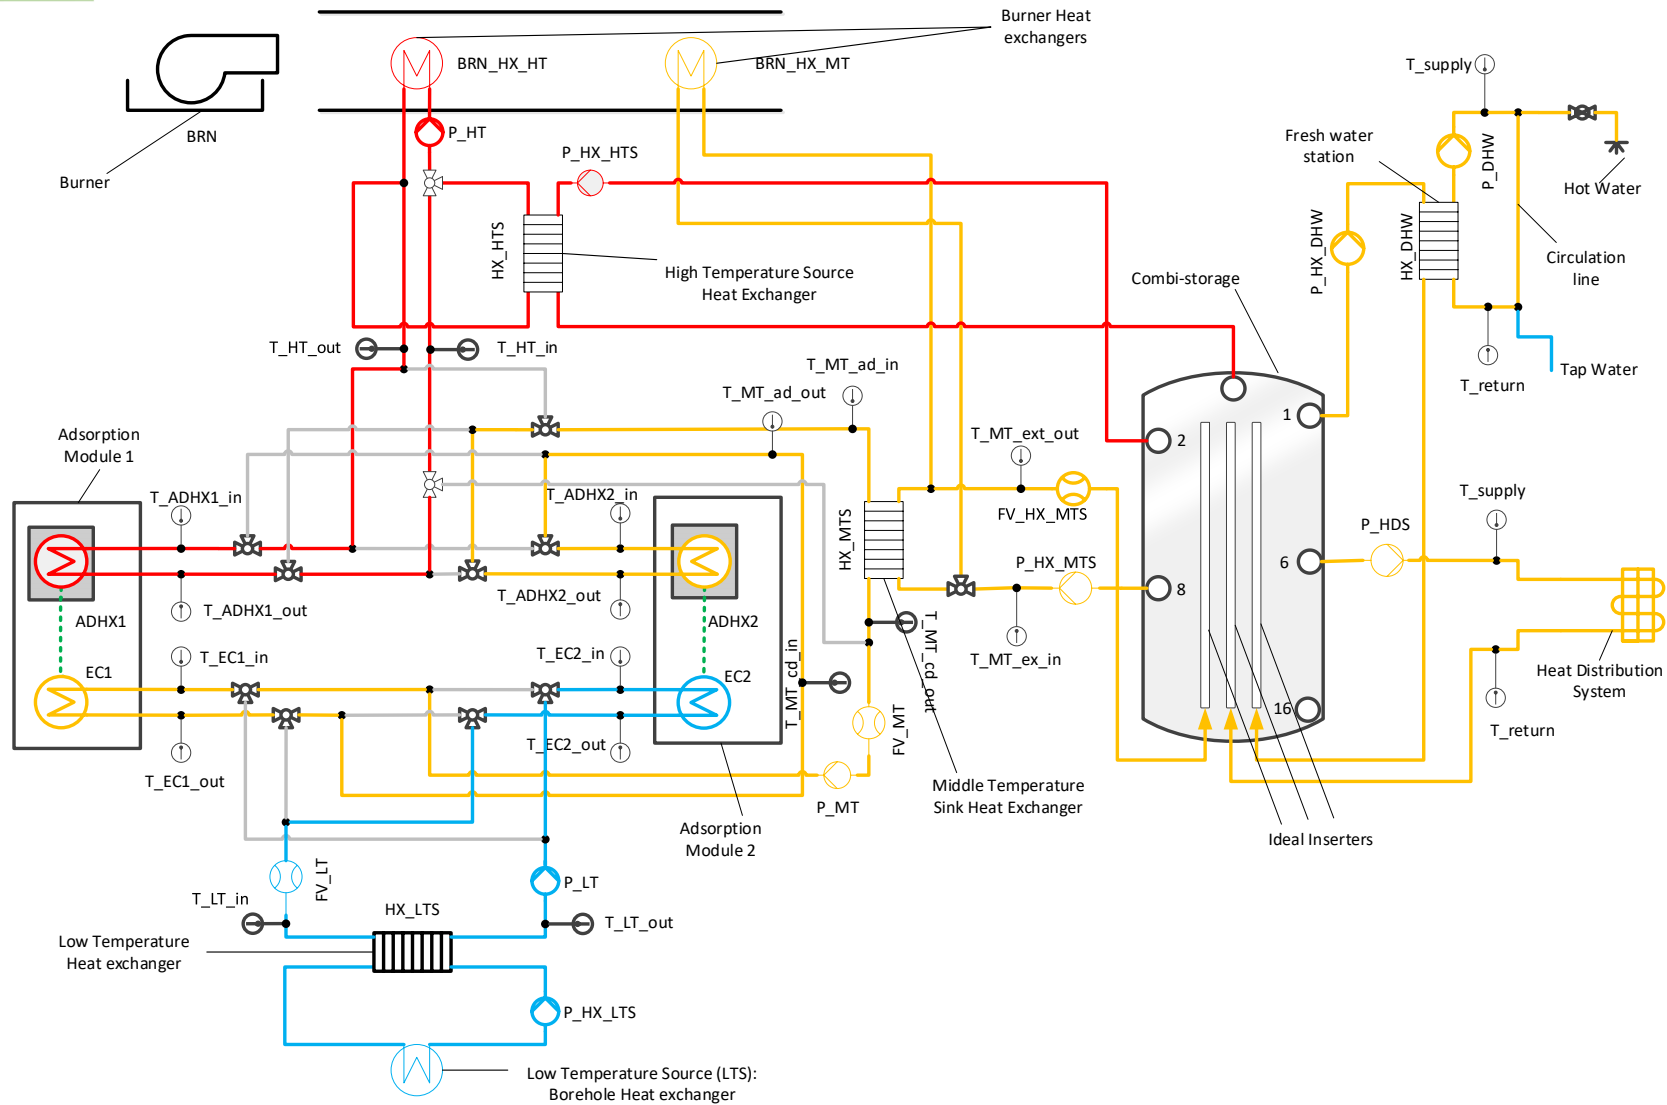 Burner Heat
exchangers
BRN_HX_HT
BRN_HX_MT
T_supply
BRN
P_HT
P_HX_HTS
Fresh water
station
P_DHW
Burner
Hot Water
HX_HTS
P_HX_DHW
HX_DHW
High Temperature Source
Heat Exchanger
Combi-storage
Circulation
line
T_HT_out
T_HT_in
T_MT_ad_in
T_MT_ad_out
T_return
Tap Water
1
2
Adsorption
Module 1
T_MT_ext_out
T_ADHX1_in
T_ADHX2_in
T_supply
FV_HX_MTS
P_HDS
HX_MTS
P_HX_MTS
6
8
T_ADHX1_out
T_ADHX2_out
ADHX1
ADHX2
T_MT_cd_in
T_MT_cd_out
T_MT_ex_in
T_EC1_in
T_EC2_in
EC1
EC2
Heat Distribution
System
16
T_EC1_out
T_EC2_out
FV_MT
T_return
P_MT
Middle Temperature
Sink Heat Exchanger
Adsorption
Module 2
Ideal Inserters
FV_LT
P_LT
T_LT_in
HX_LTS
T_LT_out
Low Temperature
Heat exchanger
P_HX_LTS
Low Temperature Source (LTS):
Borehole Heat exchanger